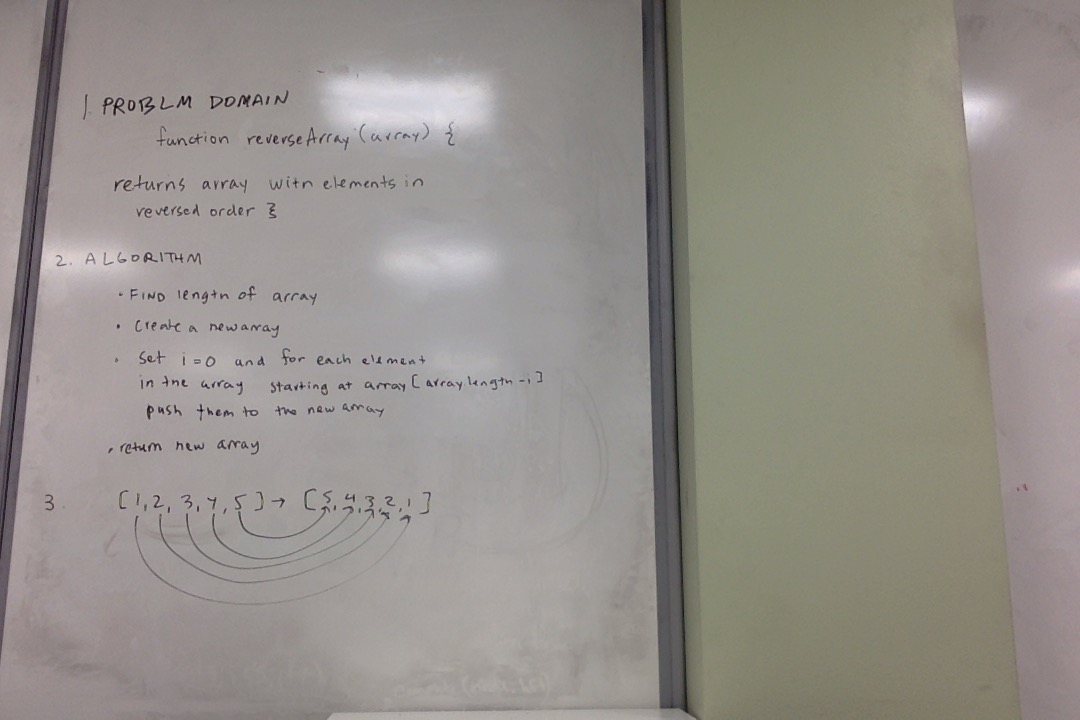 1. PROBLM DOMAIN
function reverseArray (array) {
returns array with elements in
reversed order }
2. ALGORITHM
• FIND length of array
• Create a new array
• Set i=0 and for each element
in the array starting at array[array length -1]
push them to the new array
• return new array
3 [1,2,3,4,5] → [5,4,3,2,1]